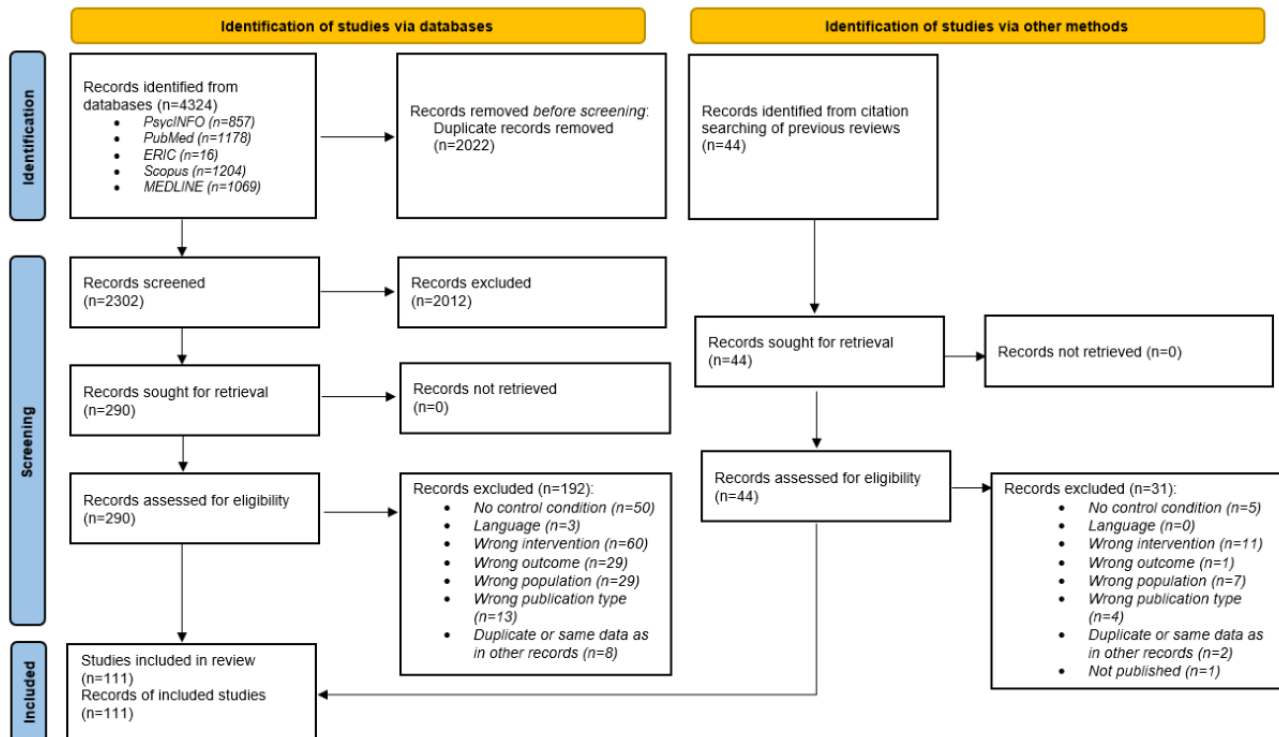 Identification of studies via databases
Identification of studies via other methods
Identification
Records identified from
databases (n=4324)
• PsycINFO (n=857)
• PubMed (n=1178)
• ERIC (n=16)
• Scopus (n=1204)
• MEDLINE (n=1069)
Records removed before screening:
Duplicate records removed
(n=2022)
Records identified from citation
searching of previous reviews
(n=44)
Screening
Records screened
(n=2302)
Records excluded
(n=2012)
Records sought for retrieval
(n=290)
Records not retrieved
(n=0)
Records sought for retrieval
(n=44)
Records not retrieved (n=0)
Records assessed for eligibility
(n=290)
Records excluded (n=192):
• No control condition (n=50)
• Language (n=3)
• Wrong intervention (n=60)
• Wrong outcome (n=29)
• Wrong population (n=29)
• Wrong publication type
(n=13)
• Duplicate or same data as
in other records (n=8)
Records assessed for eligibility
(n=44)
Records excluded (n=31):
• No control condition (n=5)
• Language (n=0)
• Wrong intervention (n=11)
• Wrong outcome (n=1)
• Wrong population (n=7)
• Wrong publication type
(n=4)
• Duplicate or same data as
in other records (n=2)
• Not published (n=1)
Included
Studies included in review
(n=111)
Records of included studies
(n=111)